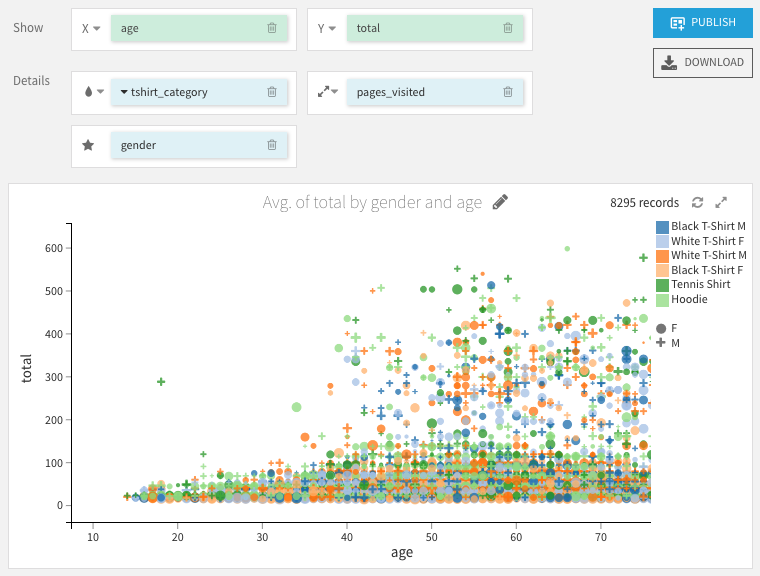 Show X age Y total PUBLISH
DOWNLOAD
Details tshirt_category pages_visited
gender
Avg. of total by gender and age 8295 records
Black T-Shirt M
White T-Shirt F
White T-Shirt M
Black T-Shirt F
Tennis Shirt
Hoodie
F
M
total
600
500
400
300
200
100
0
10 20 30 40 50 60 70
age